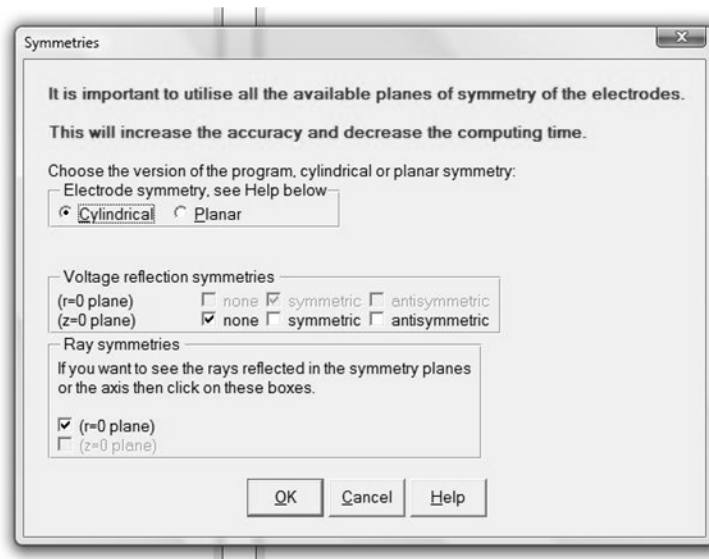 Symmetries
It is important to utilise all the available planes of symmetry of the electrodes.
This will increase the accuracy and decrease the computing time.
Choose the version of the program, cylindrical or planar symmetry:
Electrode symmetry, see Help below
Cylindrical Planar
Voltage reflection symmetries
(r=0 plane) none symmetric antisymmetric
(z=0 plane) none symmetric antisymmetric
Ray symmetries
If you want to see the rays reflected in the symmetry planes
or the axis then click on these boxes.
(r=0 plane)
(z=0 plane)
OK Cancel Help